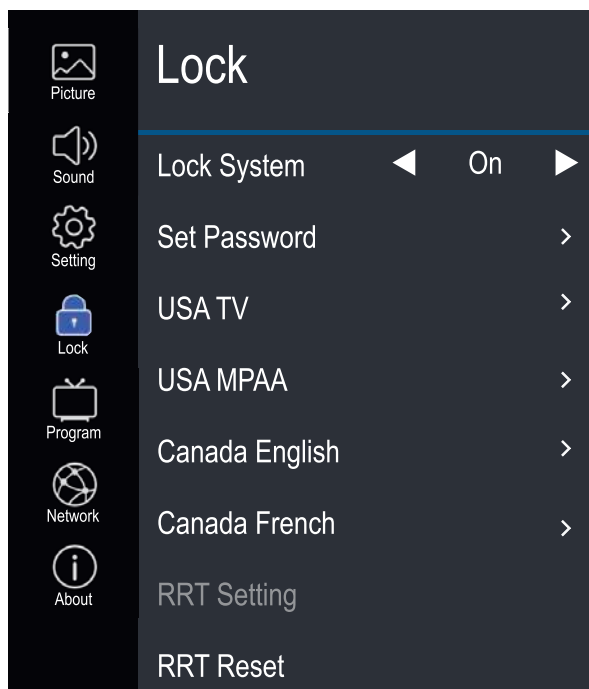 Picture
Sound
Setting
Lock
Program
Network
About
Lock
Lock System On
Set Password
USA TV
USA MPAA
Canada English
Canada French
RRT Setting
RRT Reset